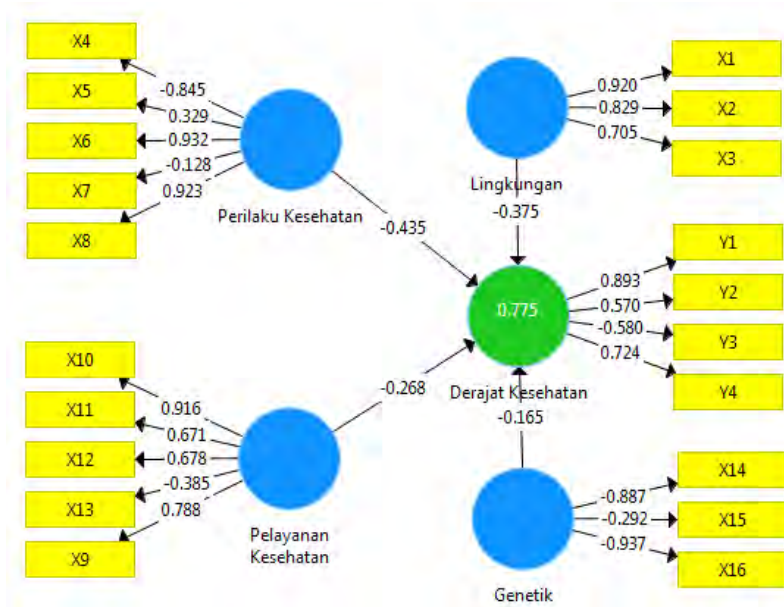 X4
X5
X6
X7
X8
-0.845
0.329
0.932
-0.128
0.923
Perilaku Kesehatan
-0.435
Lingkungan
-0.375
0.920
0.829
0.705
X1
X2
X3
0.775
Derajat Kesehatan
0.893
0.570
-0.580
0.724
Y1
Y2
Y3
Y4
X10
X11
X12
X13
X9
0.916
0.671
0.678
-0.385
0.788
Pelayanan
Kesehatan
-0.268
-0.165
Genetik
-0.887
-0.292
-0.937
X14
X15
X16